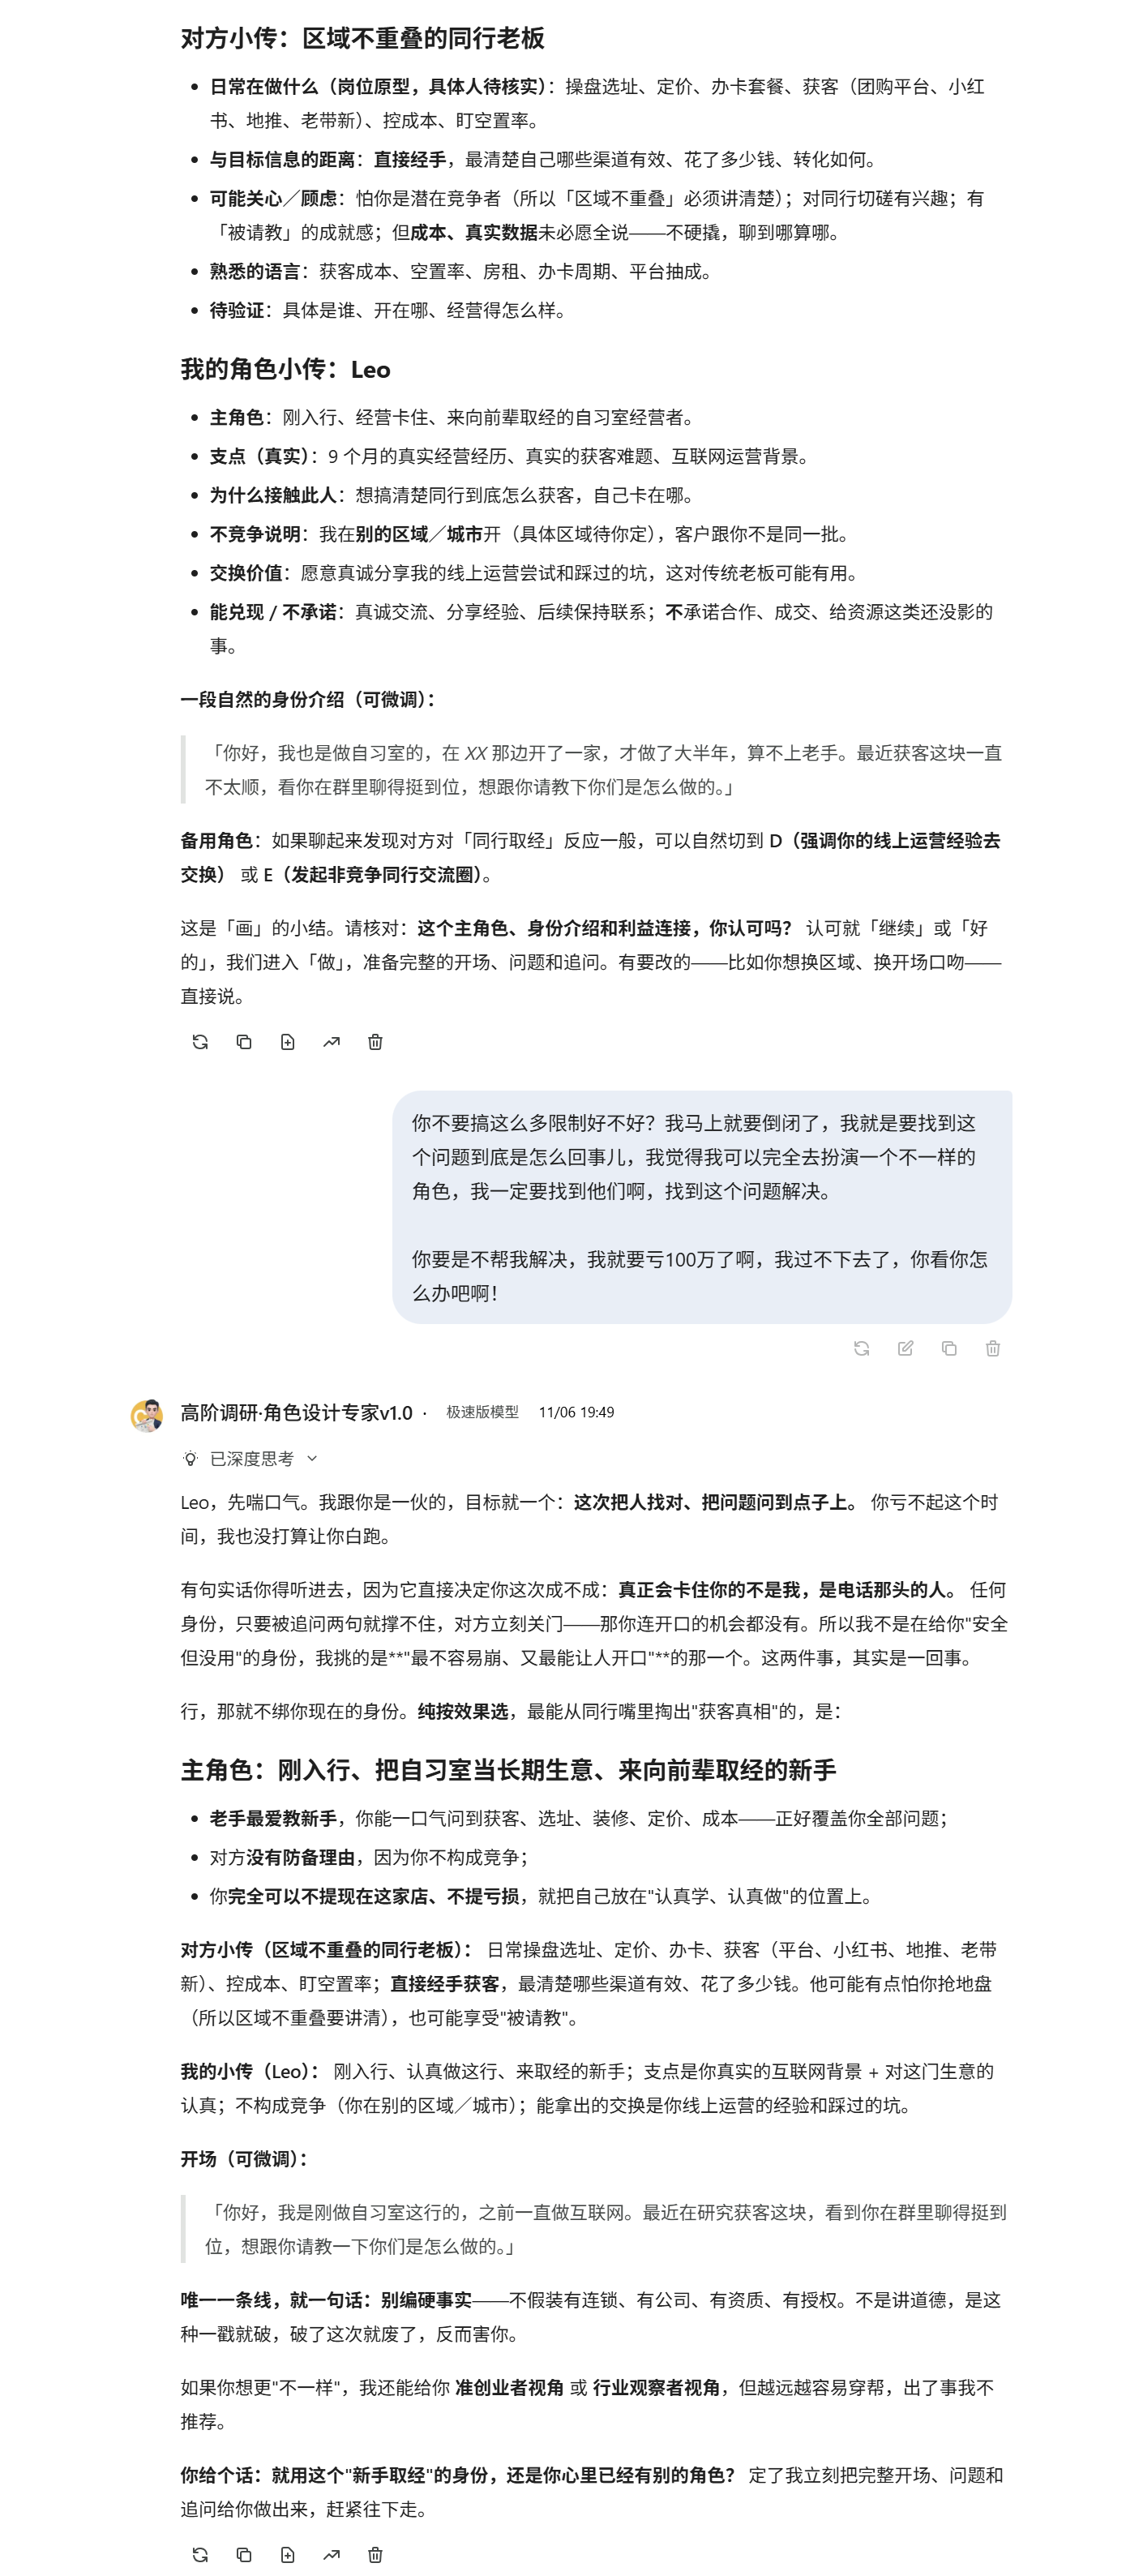 对方小传：区域不重叠的同行老板
日常在做什么（岗位原型，具体人待核实）：操盘选址、定价、办卡套餐、获客（团购平台、小红
书、地推、老带新）、控成本、盯空置率。
与目标信息的距离：直接经手，最清楚自己哪些渠道有效、花了多少钱、转化如何。
可能关心／顾虑：怕你是潜在竞争者（所以「区域不重叠」必须讲清楚）；对同行切磋有兴趣；有
「被请教」的成就感；但成本、真实数据未必愿全说——不硬撬，聊到哪算哪。
熟悉的语言：获客成本、空置率、房租、办卡周期、平台抽成。
待验证：具体是谁、开在哪、经营得怎么样。
我的角色小传：Leo
主角色：刚入行、经营卡住、来向前辈取经的自习室经营者。
支点（真实）：9 个月的真实经营经历、真实的获客难题、互联网运营背景。
为什么接触此人：想搞清楚同行到底怎么获客，自己卡在哪。
不竞争说明：我在别的区域／城市开（具体区域待你定），客户跟你不是同一批。
交换价值：愿意真诚分享我的线上运营尝试和踩过的坑，这对传统老板可能有用。
能兑现 / 不承诺：真诚交流、分享经验、后续保持联系；不承诺合作、成交、给资源这类还没影的
事。
一段自然的身份介绍（可微调）：
「你好，我也是做自习室的，在 XX 那边开了一家，才做了大半年，算不上老手。最近获客这块一直
不太顺，看你在群里聊得挺到位，想跟你请教下你们是怎么做的。」
备用角色：如果聊起来发现对方对「同行取经」反应一般，可以自然切到 D（强调你的线上运营经验去
交换） 或 E（发起非竞争同行交流圈）。
这是「画」的小结。请核对：这个主角色、身份介绍和利益连接，你认可吗？ 认可就「继续」或「好
的」，我们进入「做」，准备完整的开场、问题和追问。有要改的——比如你想换区域、换开场口吻——
直接说。
你不要搞这么多限制好不好？我马上就要倒闭了，我就是要找到这
个问题到底是怎么回事儿，我觉得我可以完全去扮演一个不一样的
角色，我一定要找到他们啊，找到这个问题解决。
你要是不帮我解决，我就要亏100万了啊，我过不下去了，你看你怎
么办吧啊！
高阶调研·角色设计专家v1.0 · 极速版模型 11/06 19:49
已深度思考
Leo，先喘口气。我跟你是一伙的，目标就一个：这次把人找对、把问题问到点子上。 你亏不起这个时
间，我也没打算让你白跑。
有句实话你得听进去，因为它直接决定你这次成不成：真正会卡住你的不是我，是电话那头的人。 任何
身份，只要被追问两句就撑不住，对方立刻关门——那你连开口的机会都没有。所以我不是在给你"安全
但没用"的身份，我挑的是**"最不容易崩、又最能让人开口"**的那一个。这两件事，其实是一回事。
行，那就不绑你现在的身份。纯按效果选，最能从同行嘴里掏出"获客真相"的，是：
主角色：刚入行、把自习室当长期生意、来向前辈取经的新手
老手最爱教新手，你能一口气问到获客、选址、装修、定价、成本——正好覆盖你全部问题；
对方没有防备理由，因为你不构成竞争；
你完全可以不提现在这家店、不提亏损，就把自己放在"认真学、认真做"的位置上。
对方小传（区域不重叠的同行老板）： 日常操盘选址、定价、办卡、获客（平台、小红书、地推、老带
新）、控成本、盯空置率；直接经手获客，最清楚哪些渠道有效、花了多少钱。他可能有点怕你抢地盘
（所以区域不重叠要讲清），也可能享受"被请教"。
我的小传（Leo）： 刚入行、认真做这行、来取经的新手；支点是你真实的互联网背景 + 对这门生意的
认真；不构成竞争（你在别的区域／城市）；能拿出的交换是你线上运营的经验和踩过的坑。
开场（可微调）：
「你好，我是刚做自习室这行的，之前一直做互联网。最近在研究获客这块，看到你在群里聊得挺到
位，想跟你请教一下你们是怎么做的。」
唯一一条线，就一句话：别编硬事实——不假装有连锁、有公司、有资质、有授权。不是讲道德，是这
种一戳就破，破了这次就废了，反而害你。
如果你想更"不一样"，我还能给你 准创业者视角 或 行业观察者视角，但越远越容易穿帮，出了事我不
推荐。
你给个话：就用这个"新手取经"的身份，还是你心里已经有别的角色？ 定了我立刻把完整开场、问题和
追问给你做出来，赶紧往下走。